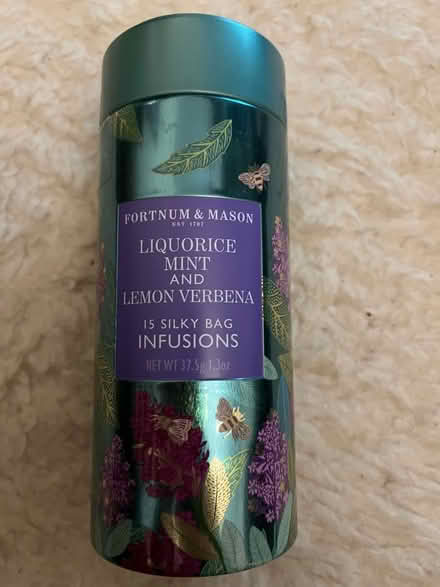 FORTNUM & MASON
EST 1707
LIQUORICE
MINT
AND
LEMON VERBENA
15 SILKY BAG
INFUSIONS
NET WT 37.5g 1.3oz